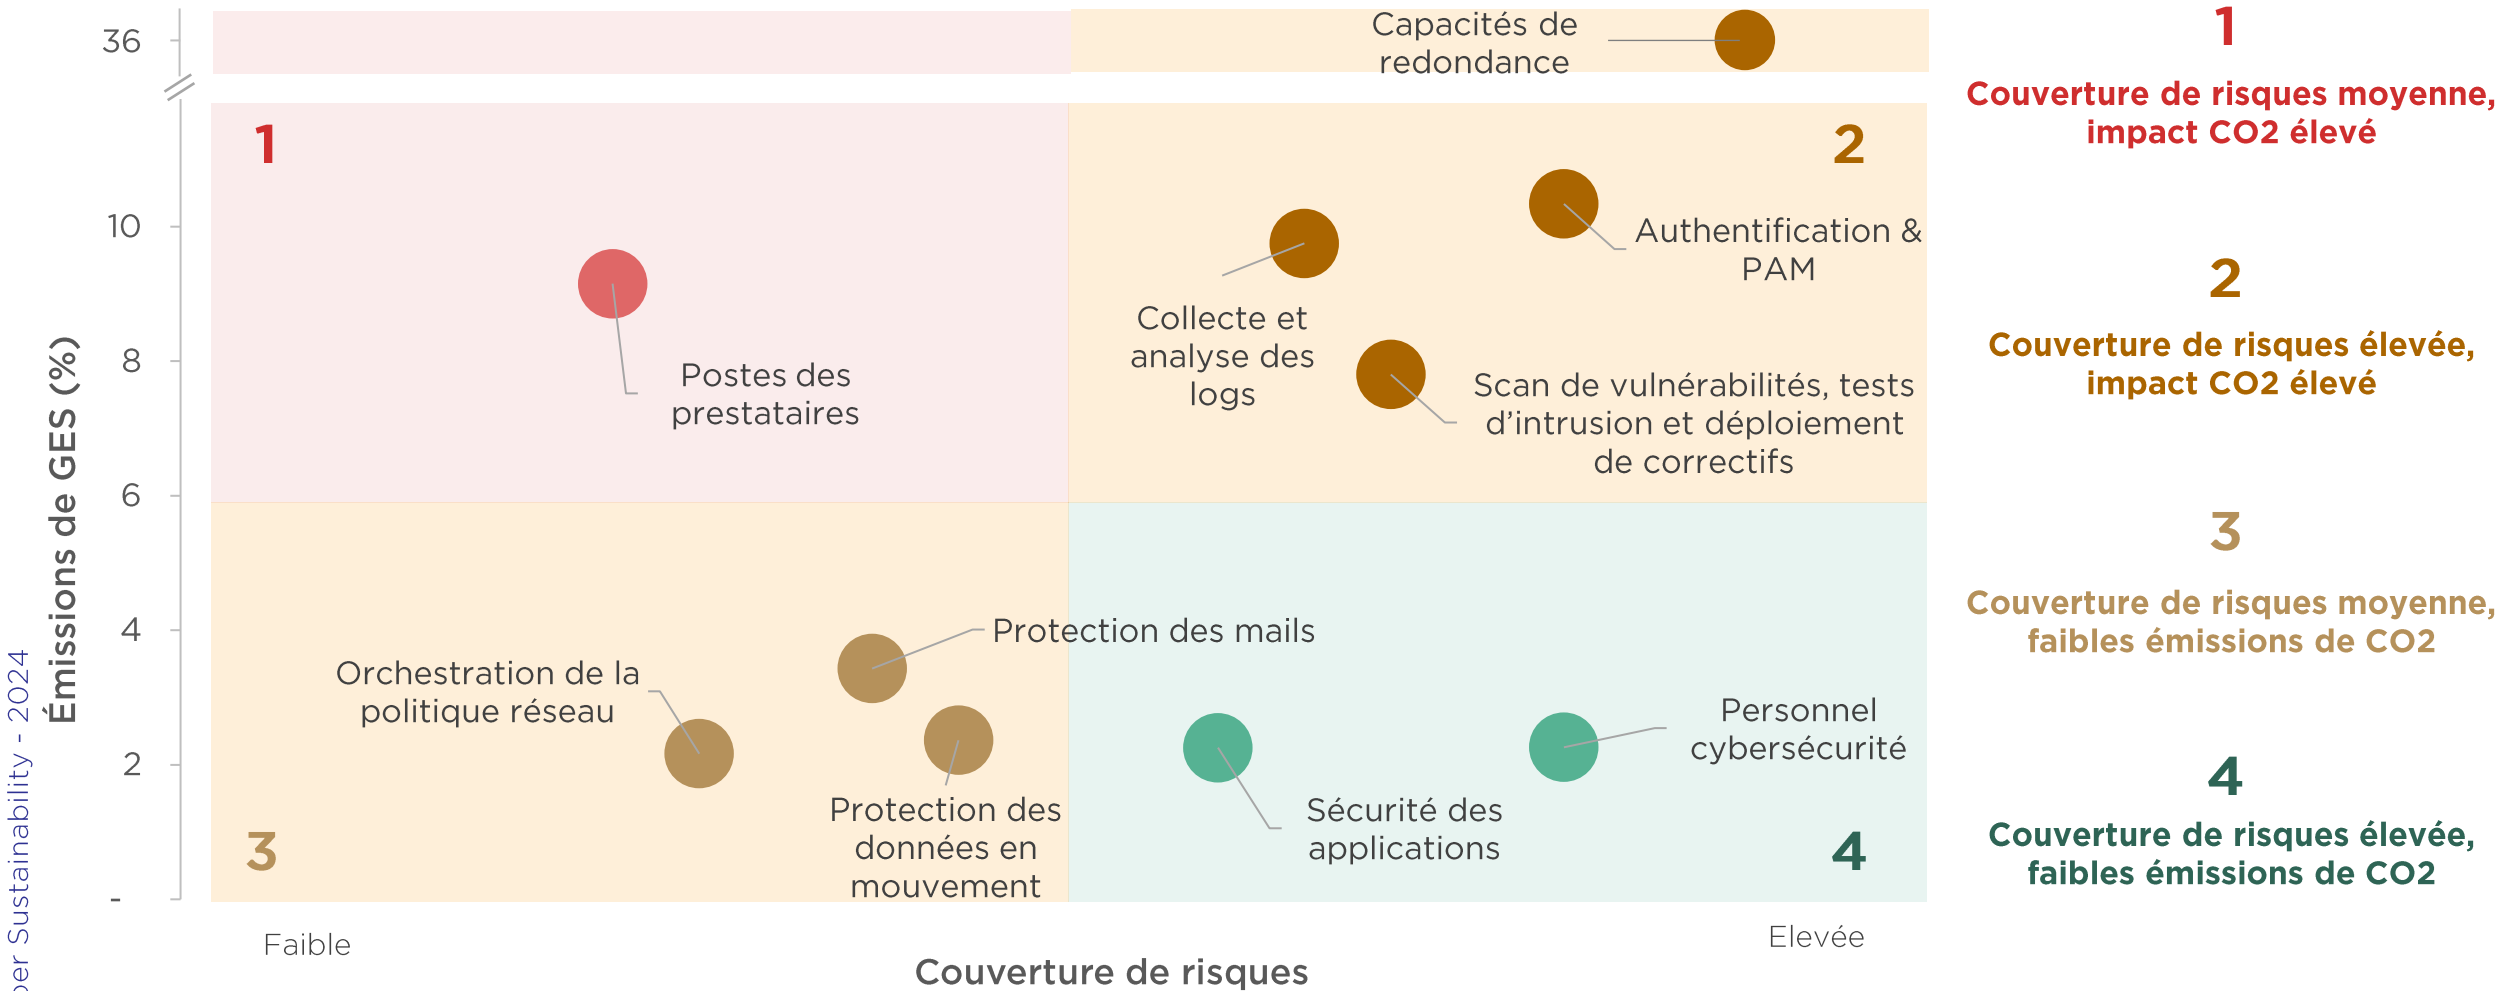 36
10
8
6
4
2
-
Émissions de GES (%)
Sustainability - 2024
Capacités de
redondance
1
2
Authentification &
PAM
Collecte et
analyse des
logs
Postes des
prestataires
Scan de vulnérabilités, tests
d’intrusion et déploiement
de correctifs
Protection des mails
Orchestration de la
politique réseau
Protection des
données en
mouvement
3
Personnel
cybersécurité
Sécurité des
applications
4
Faible
Elevée
Couverture de risques
1
Couverture de risques moyenne,
impact CO2 élevé
2
Couverture de risques élevée,
impact CO2 élevé
3
Couverture de risques moyenne,
faibles émissions de CO2
4
Couverture de risques élevée,
faibles émissions de CO2